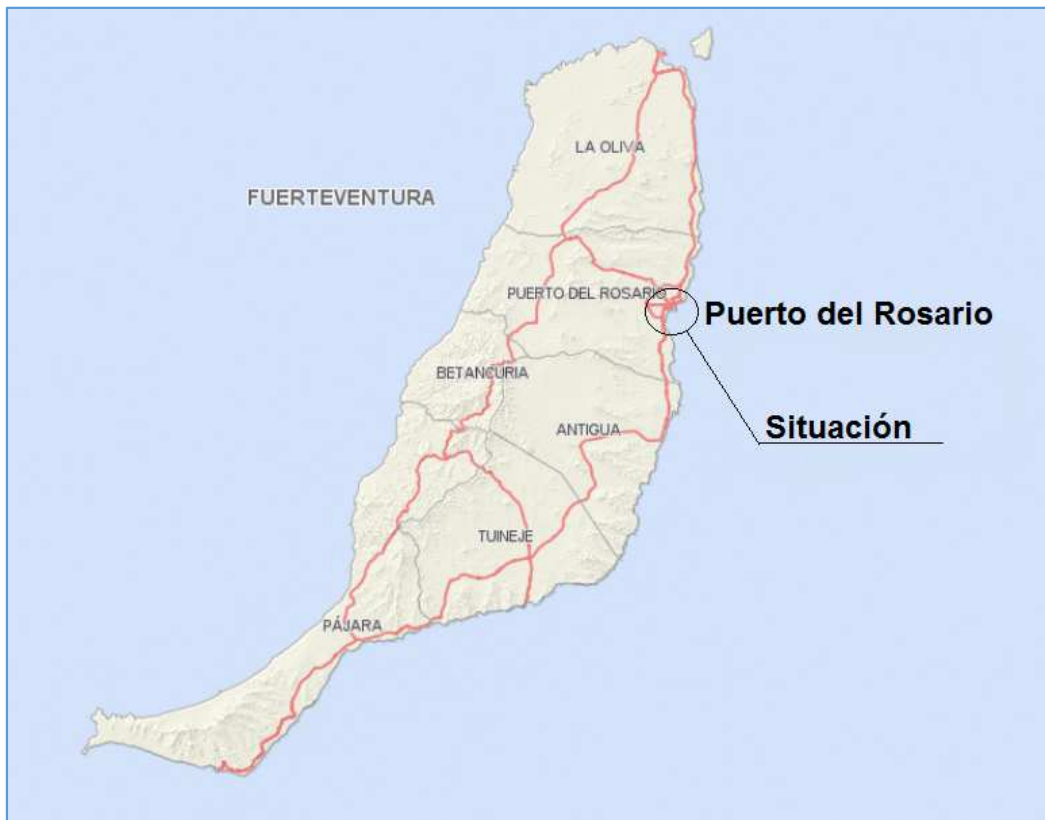 LA OLIVA
FUERTEVENTURA
PUERTO DEL ROSARIO
Puerto del Rosario
BETANCURIA
ANTIGUA
Situación
TUINEJE
PÁJARA